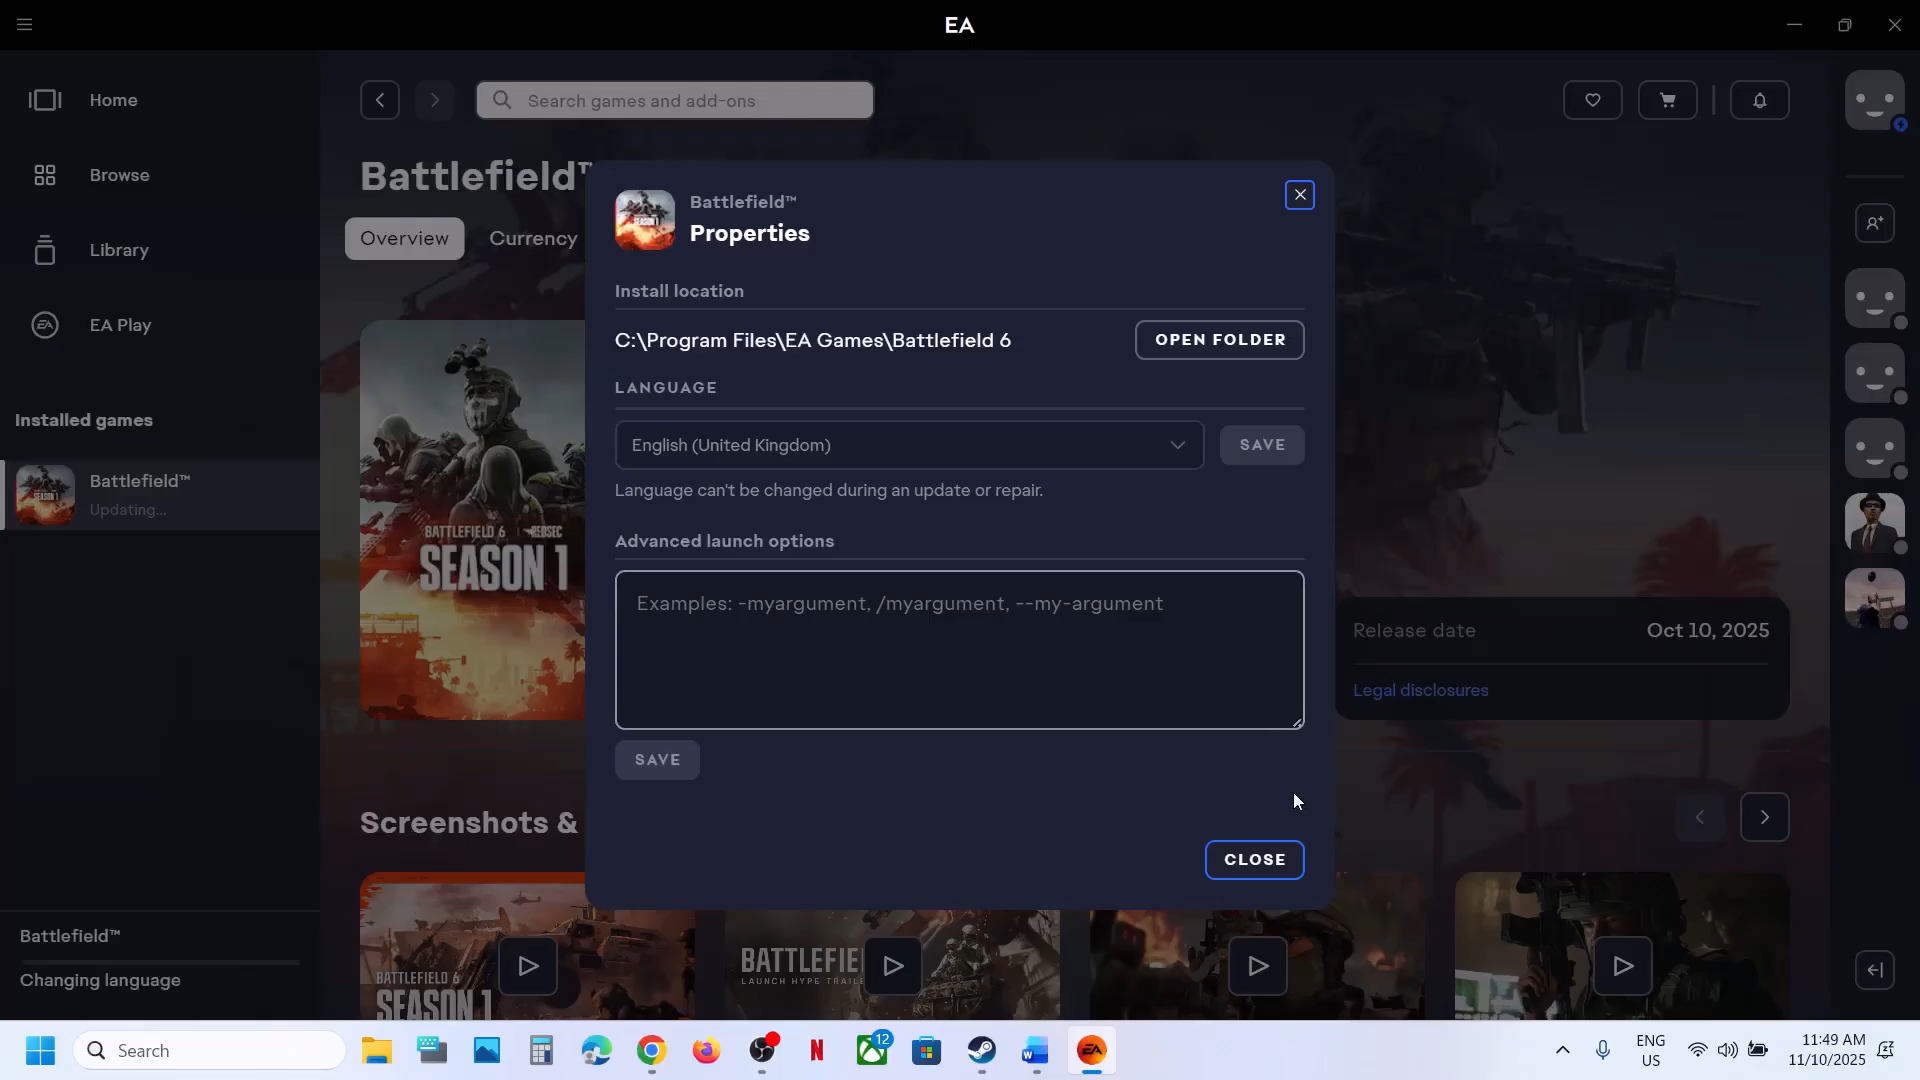 EA
Home
Browse
Library
EA Play
Installed games
Battlefield™
Updating...
Battlefield™
Changing language
Search games and add-ons
Battlefield™
Overview
Currency
BATTLEFIELD 6 REDSEC
SEASON 1
Screenshots &
Battlefield™
Properties
Install location
C:\Program Files\EA Games\Battlefield 6
OPEN FOLDER
LANGUAGE
English (United Kingdom)
SAVE
Language can't be changed during an update or repair.
Advanced launch options
Examples: -myargument, /myargument, --my-argument
SAVE
CLOSE
Release date
Oct 10, 2025
Legal disclosures
BATTLEFIELD 6
SEASON 1
BATTLEFIE
LAUNCH HYPE TRAILE
Search
12
ENG
US
11:49 AM
11/10/2025